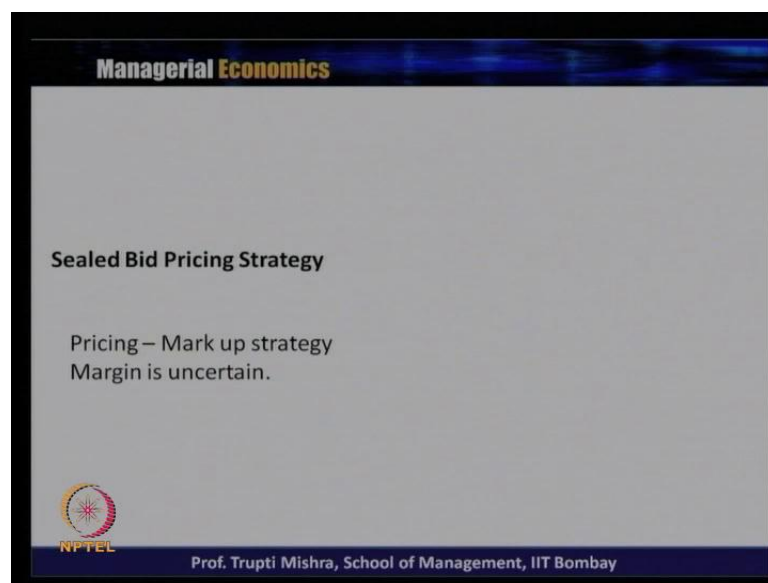 Managerial Economics
Sealed Bid Pricing Strategy
Pricing – Mark up strategy
Margin is uncertain.
NPTEL
Prof. Trupti Mishra, School of Management, IIT Bombay